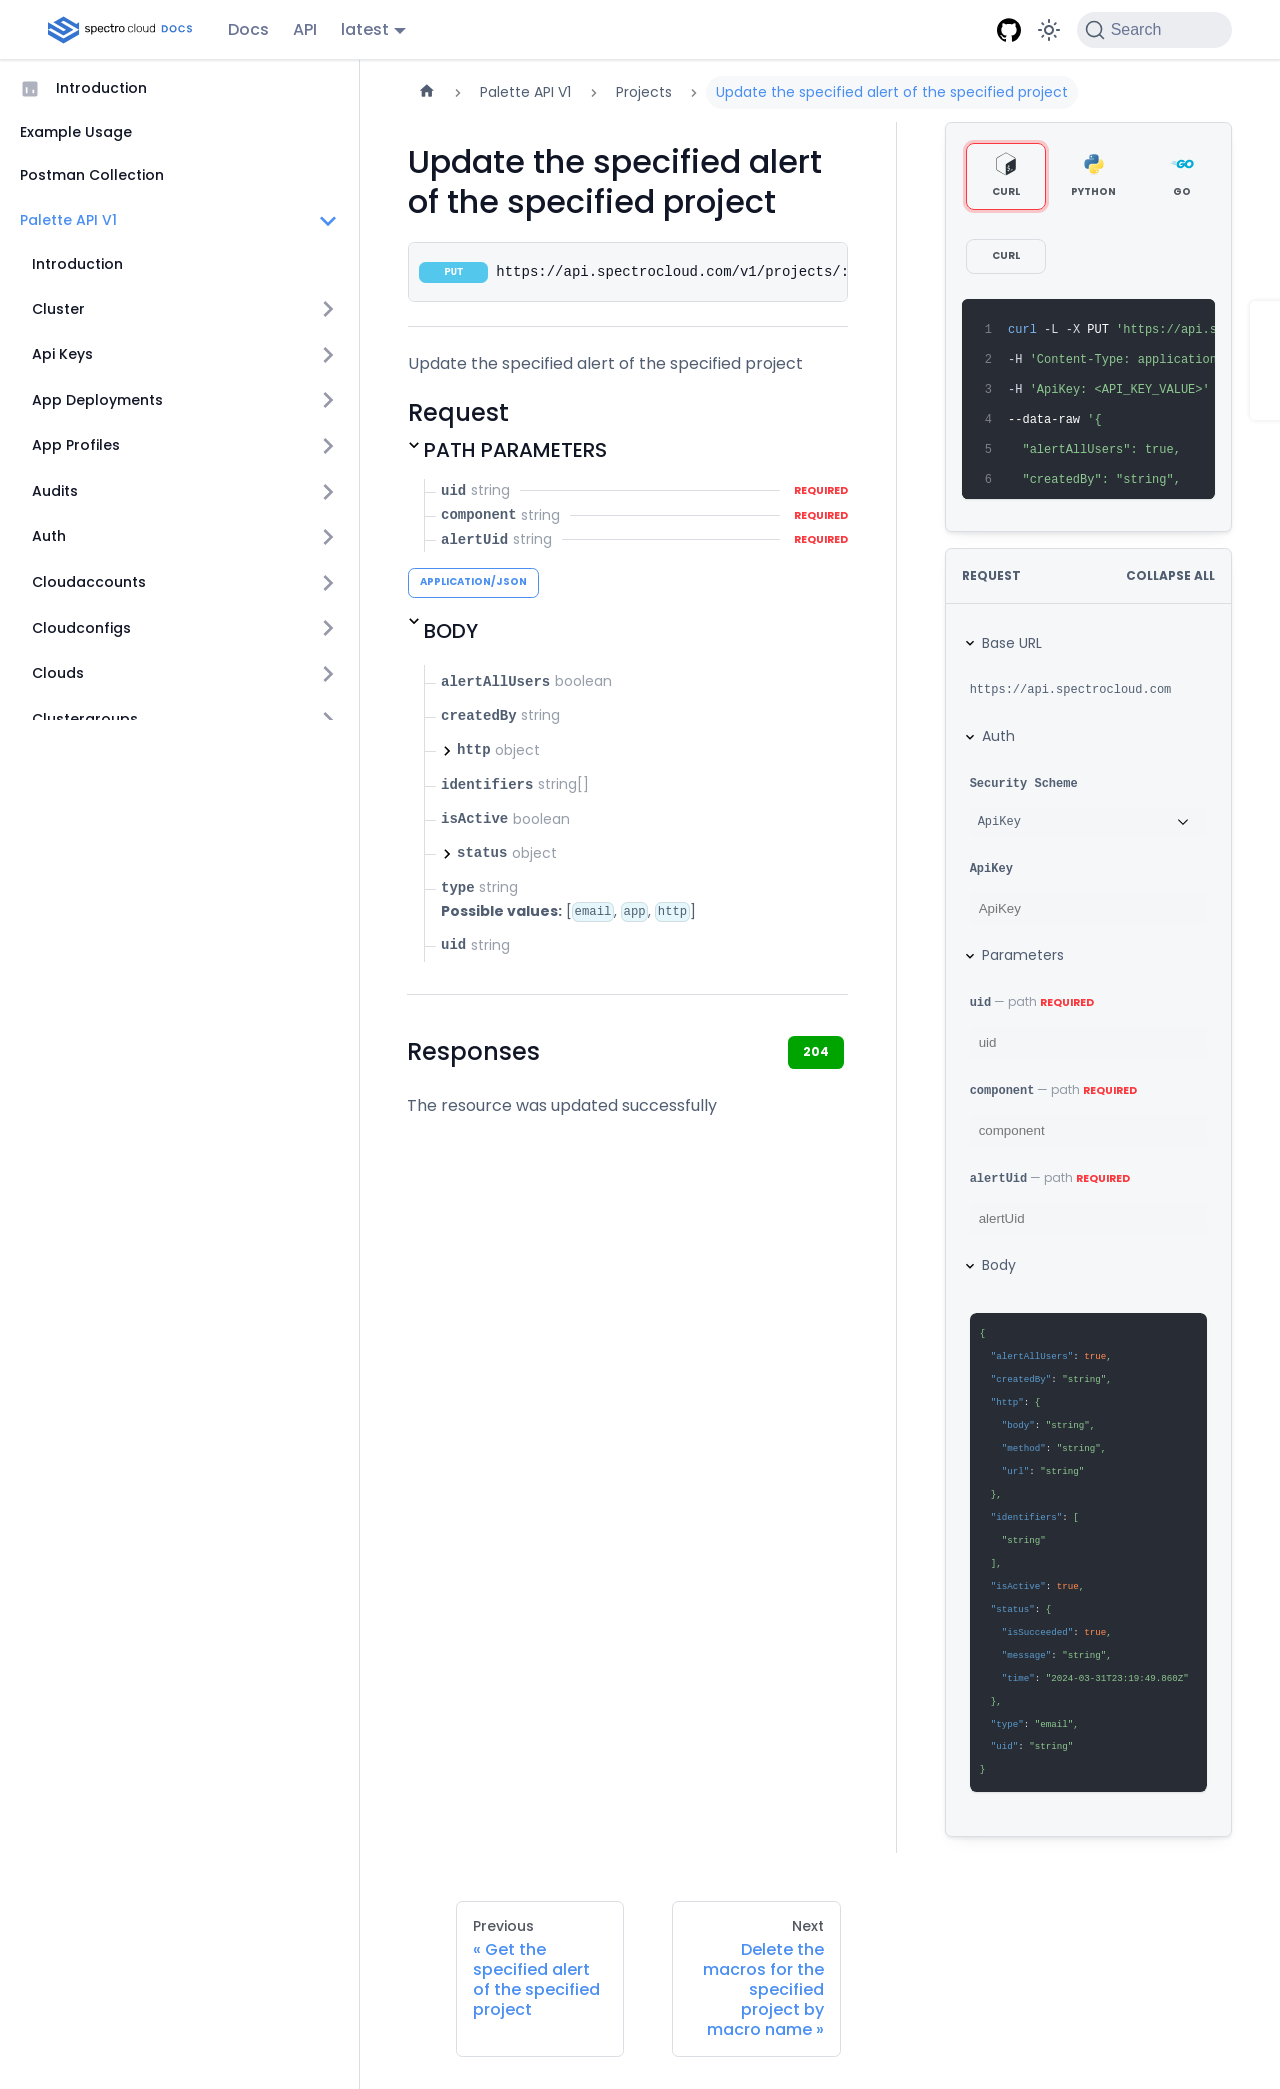 spectro cloud DOCS
Docs
API
latest
Search
Introduction
Example Usage
Postman Collection
Palette API V1
Introduction
Cluster
Api Keys
App Deployments
App Profiles
Audits
Auth
Cloudaccounts
Cloudconfigs
Clouds
Clustergroups
Palette API V1
Projects
Update the specified alert of the specified project
Update the specified alert
of the specified project
PUT https://api.spectrocloud.com/v1/projects/:
Update the specified alert of the specified project
Request
PATH PARAMETERS
uid string REQUIRED
component string REQUIRED
alertUid string REQUIRED
APPLICATION/JSON
BODY
alertAllUsers boolean
createdBy string
http object
identifiers string[]
isActive boolean
status object
type string
Possible values: [email, app, http]
uid string
Responses
204
The resource was updated successfully
CURL
PYTHON
GO
CURL
1 curl -L -X PUT 'https://api.s
2 -H 'Content-Type: application
3 -H 'ApiKey: <API_KEY_VALUE>'
4 --data-raw '{
5 "alertAllUsers": true,
6 "createdBy": "string",
REQUEST
COLLAPSE ALL
Base URL
https://api.spectrocloud.com
Auth
Security Scheme
ApiKey
ApiKey
ApiKey
Parameters
uid — path REQUIRED
uid
component — path REQUIRED
component
alertUid — path REQUIRED
alertUid
Body
{
"alertAllUsers": true,
"createdBy": "string",
"http": {
"body": "string",
"method": "string",
"url": "string"
},
"identifiers": [
"string"
],
"isActive": true,
"status": {
"isSucceeded": true,
"message": "string",
"time": "2024-03-31T23:19:49.860Z"
},
"type": "email",
"uid": "string"
}
Previous
« Get the
specified alert
of the specified
project
Next
Delete the
macros for the
specified
project by
macro name »